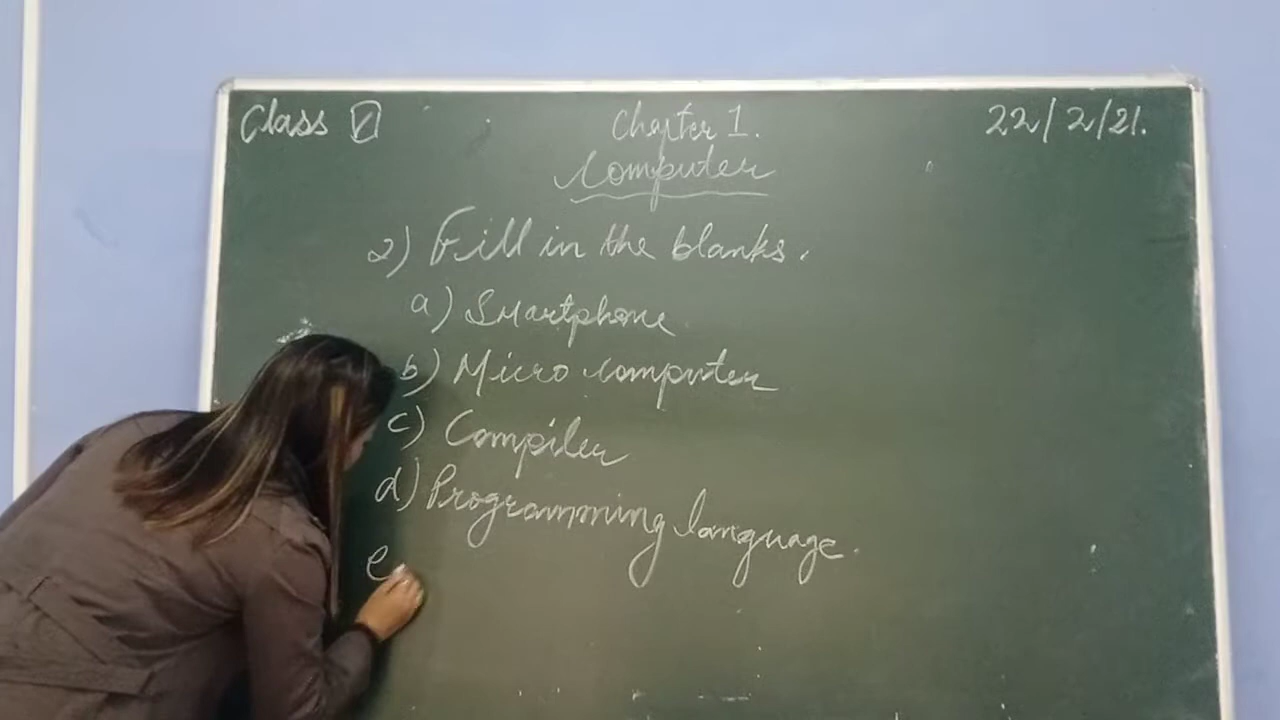 Class V
Chapter 1.
22/2/21.
Computer
2) Fill in the blanks.
a) Smartphone
b) Micro computer
c) Compiler
d) Programming language.
e